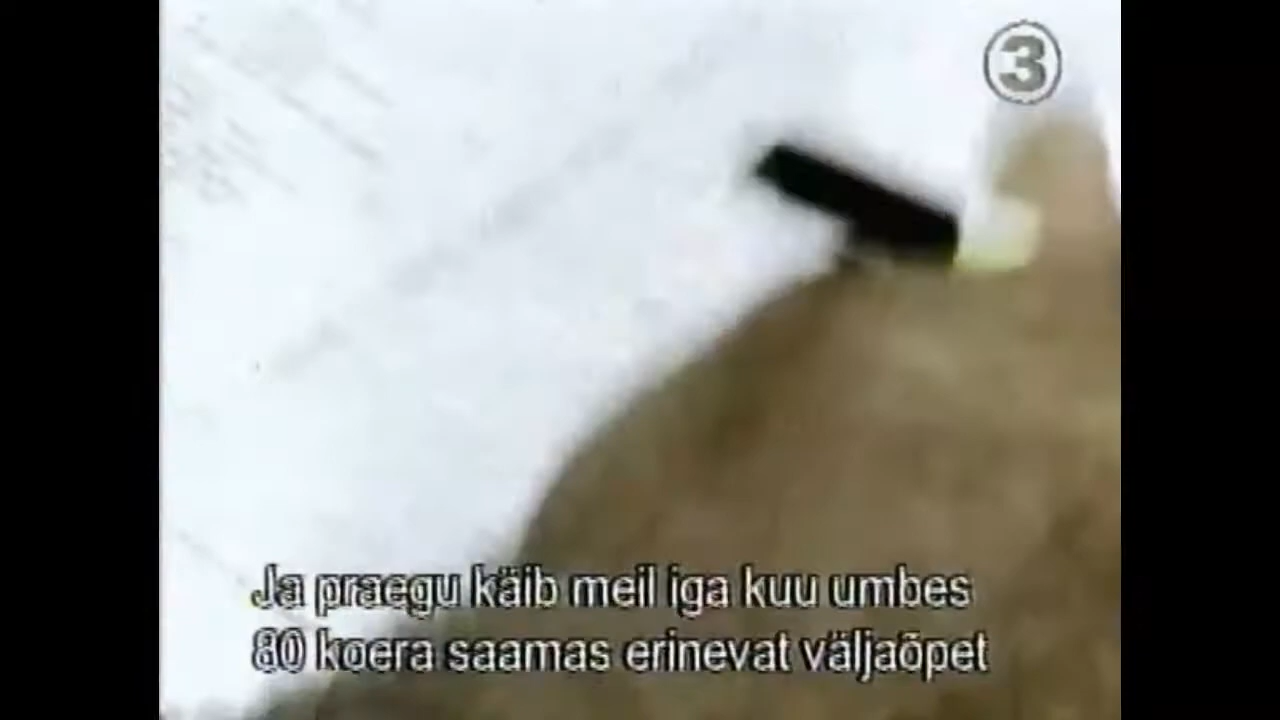 3
Ja praegu käib meil iga kuu umbes
80 koera saamas erinevat väljaõpet